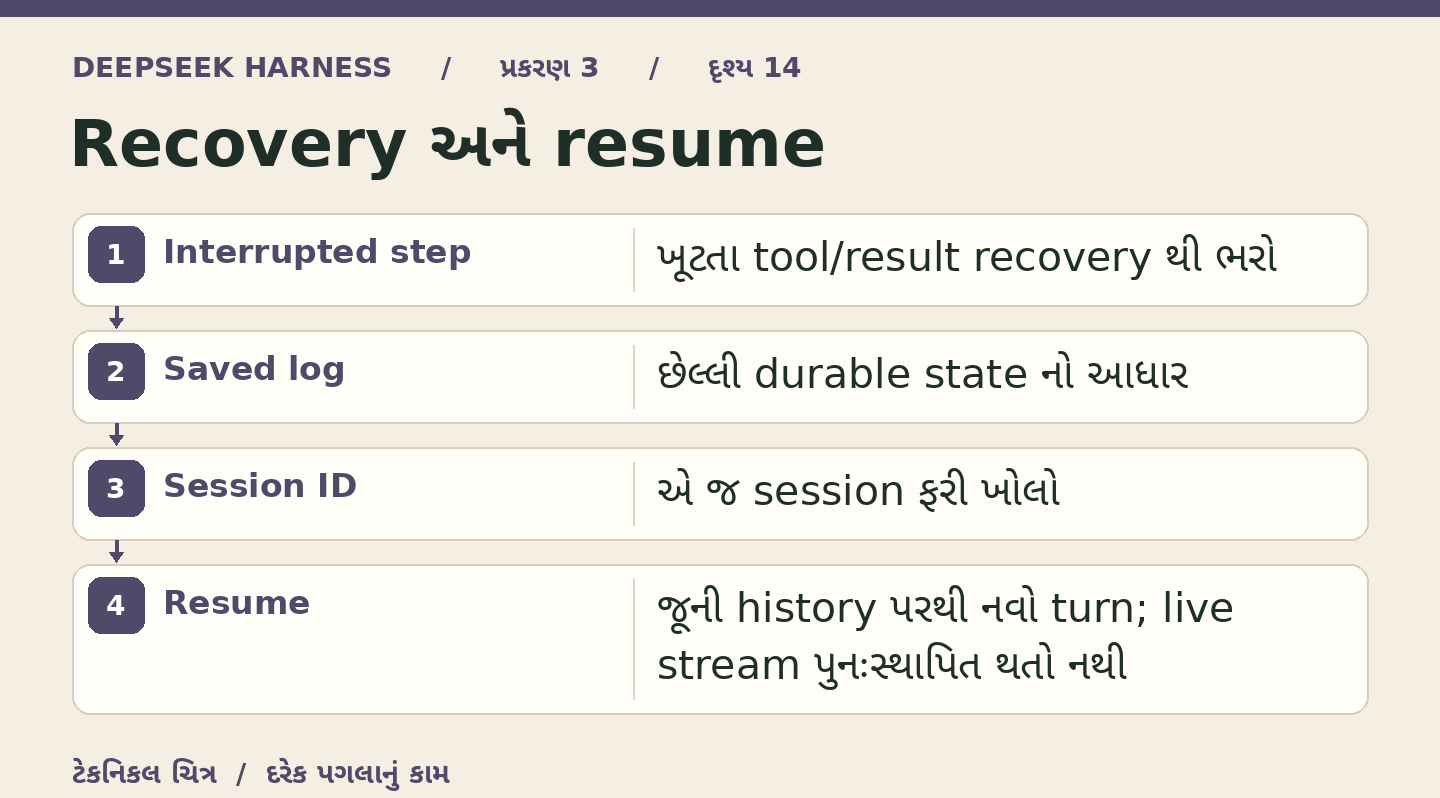 DEEPSEEK HARNESS / પ્રકરણ 3 / દૃશ્ય 14
Recovery અને resume
1 Interrupted step ખૂટતા tool/result recovery થી ભરો
2 Saved log છેલ્લી durable state નો આધાર
3 Session ID એ જ session ફરી ખોલો
4 Resume જૂની history પરથી નવો turn; live
stream પુનઃસ્થાપિત થતો નથી
ટેકનિકલ ચિત્ર / દરેક પગલાનું કામ